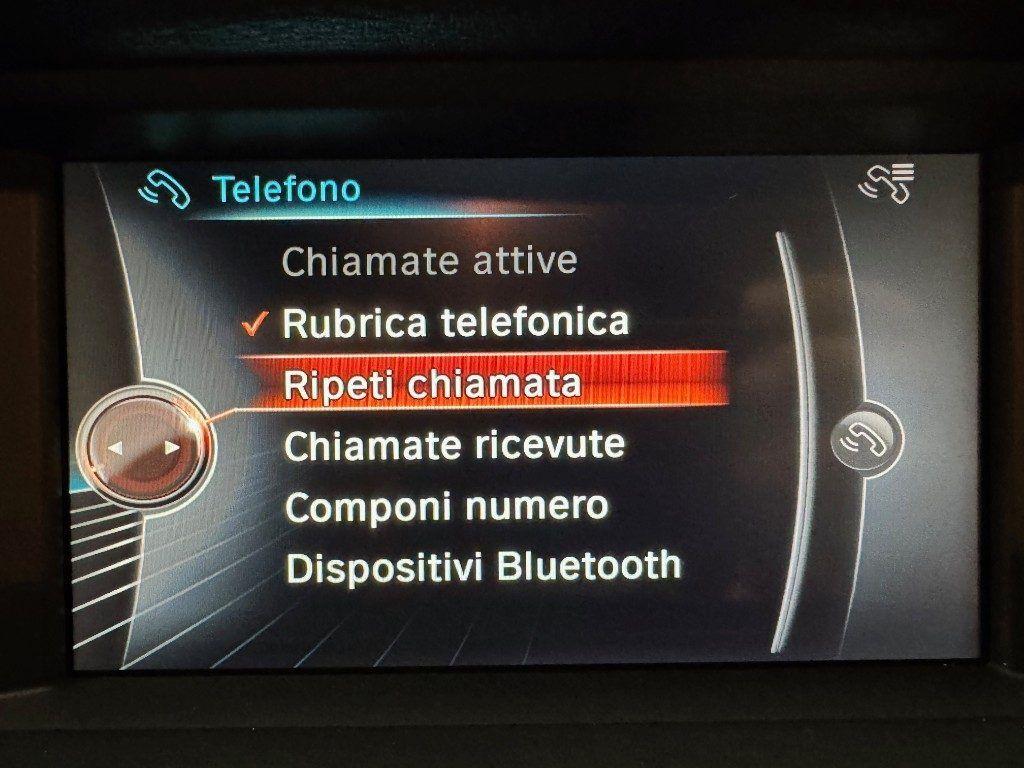 Telefono
Chiamate attive
Rubrica telefonica
Ripeti chiamata
Chiamate ricevute
Componi numero
Dispositivi Bluetooth